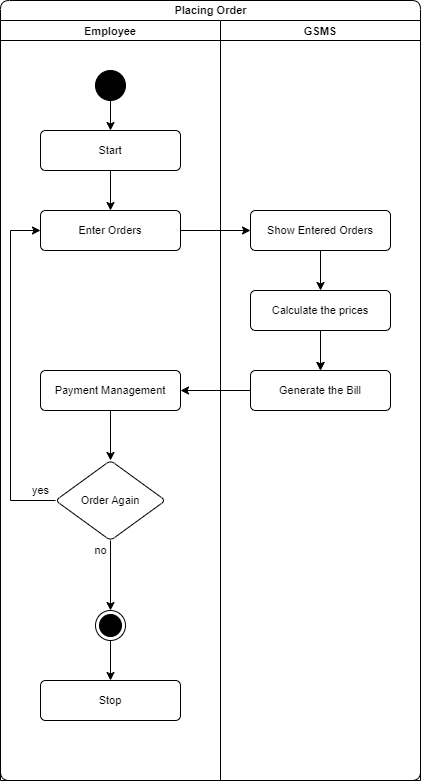 Placing Order
Employee
GSMS
Start
Enter Orders
Show Entered Orders
Calculate the prices
Payment Management
Generate the Bill
Order Again
yes
no
Stop